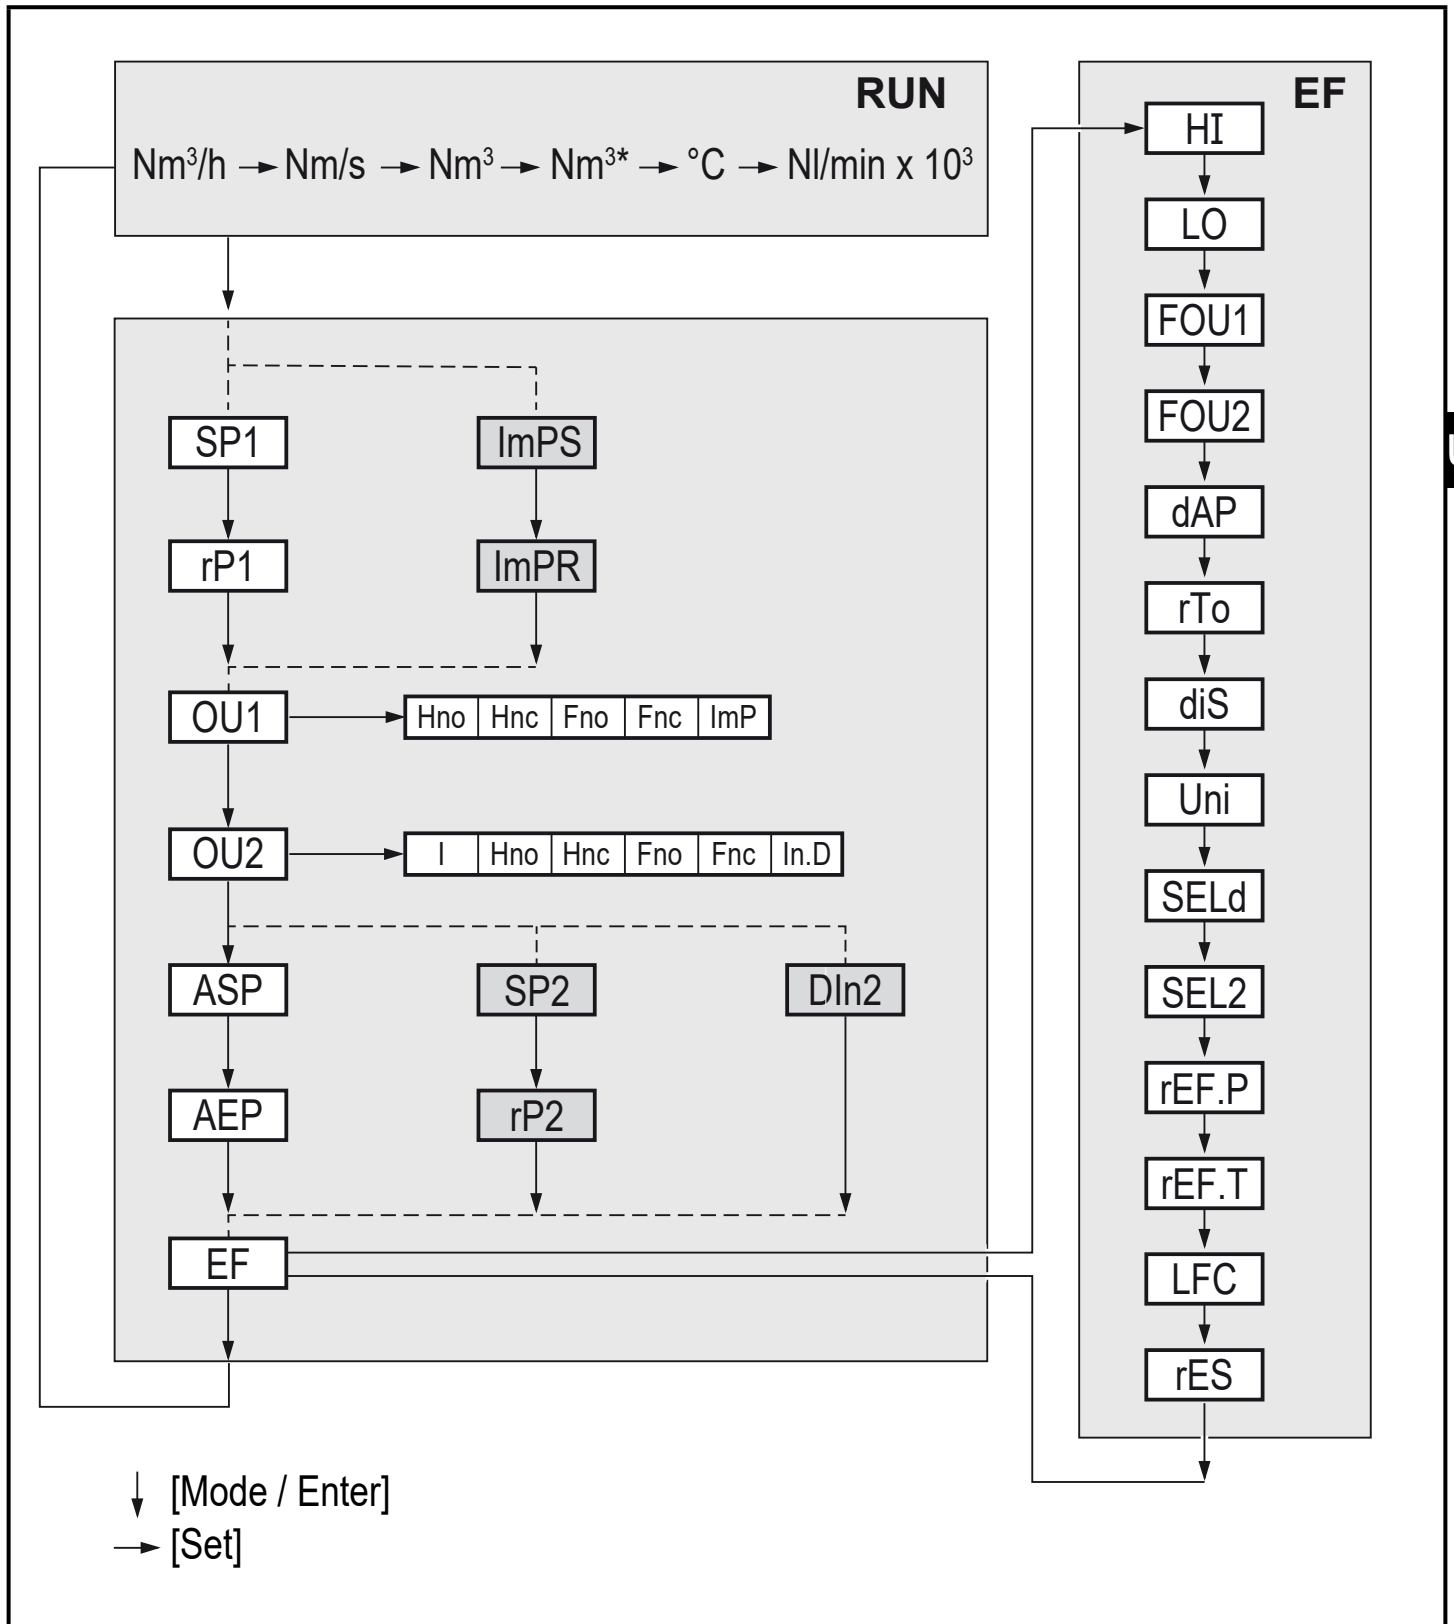 RUN
Nm³/h → Nm/s → Nm³ → Nm³* → °C → Nl/min x 10³
SP1 ImPS
rP1 ImPR
OU1 Hno Hnc Fno Fnc ImP
OU2 I Hno Hnc Fno Fnc In.D
ASP SP2 DIn2
AEP rP2
EF
EF
HI
LO
FOU1
FOU2
dAP
rTo
diS
Uni
SELd
SEL2
rEF.P
rEF.T
LFC
rES
↓ [Mode / Enter]
→ [Set]